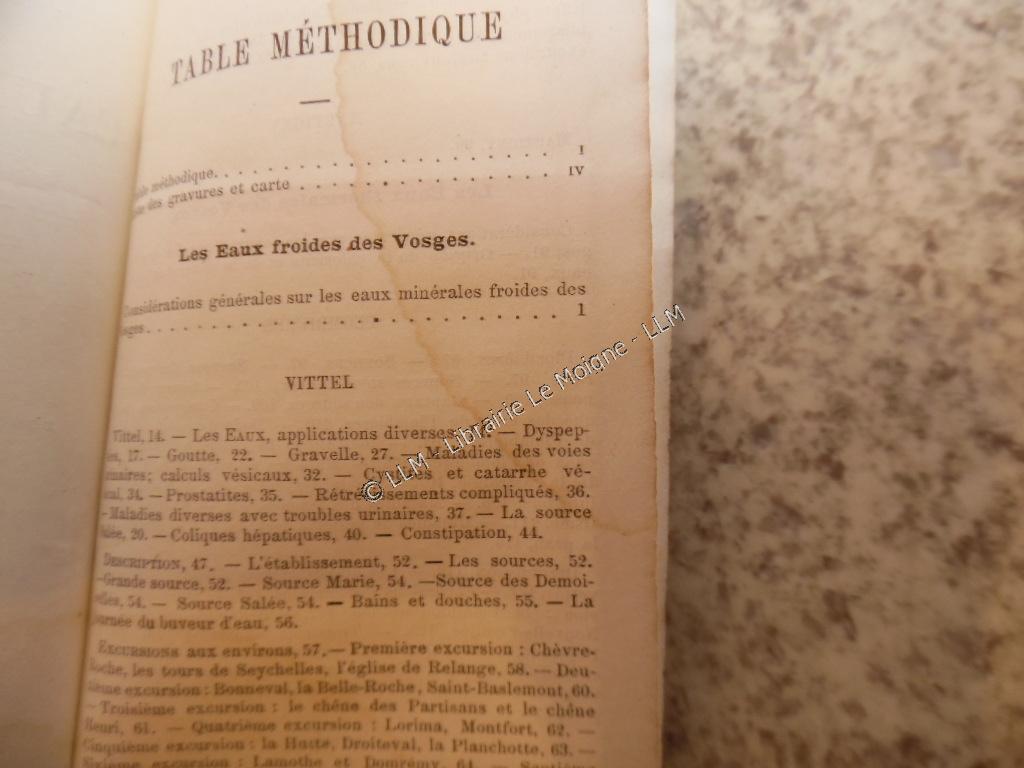 TABLE MÉTHODIQUE
méthodique. . . . . . . . . . . . . . . . . . . . . . I
des gravures et carte . . . . . . . . . . . . . . . . IV
Les Eaux froides des Vosges.
Considérations générales sur les eaux minérales froides des
. . . . . . . . . . . . . . . . . . . . . . . . . . 1
VITTEL
Vittel, 14. — Les EAUX, applications diverses — Dyspep-
17. — Goutte, 22. — Gravelle, 27. — Maladies des voies
calculs vésicaux, 32. — et catarrhe vé-
34. — Prostatites, 35. — Rétrécissements compliqués, 36.
— Maladies diverses avec troubles urinaires, 37. — La source
20. — Coliques hépatiques, 40. — Constipation, 44.
DESCRIPTION, 47. — L'établissement, 52. — Les sources, 52.
—Grande source, 52. — Source Marie, 54. —Source des Demoi-
54. — Source Salée, 54. — Bains et douches, 55. — La
du buveur d'eau, 56.
EXCURSIONS aux environs, 57. — Première excursion : Chèvre-
Roche, les tours de Seychelles, l'église de Relange, 58. — Deu-
excursion : Bonneval, la Belle-Roche, Saint-Baslemont, 60.
— Troisième excursion : le chêne des Partisans et le chêne
Henri, 61. — Quatrième excursion : Lorima, Montfort, 62. —
Cinquième excursion : la Hutte, Droiteval, la Planchotte, 63. —
Sixième excursion : Lamothe et Domrémy, 64. — Septième
© LLM - Librairie Le Moigne - LLM